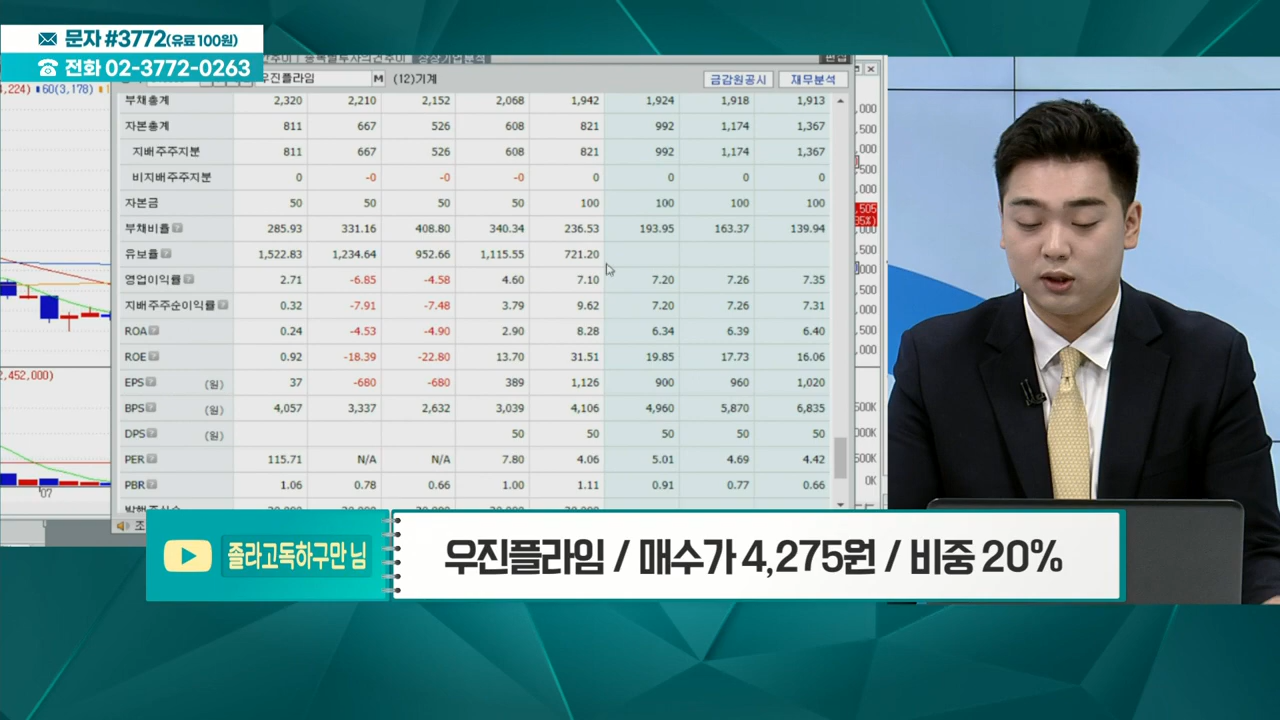 문자 #3772(유료 100원)
전화 02-3772-0263
우진플라임 M (12)기계 금감원공시 재무분석
부채총계 2,320 2,210 2,152 2,068 1,942 1,924 1,918 1,913
자본총계 811 667 526 608 821 992 1,174 1,367
지배주주지분 811 667 526 608 821 992 1,174 1,367
비지배주주지분 0 -0 -0 -0 0 0 0 0
자본금 50 50 50 50 100 100 100 100
부채비율 285.93 331.16 408.80 340.34 236.53 193.95 163.37 139.94
유보율 1,522.83 1,234.64 952.66 1,115.55 721.20
영업이익률 2.71 -6.85 -4.58 4.60 7.10 7.20 7.26 7.35
지배주주순이익률 0.32 -7.91 -7.48 3.79 9.62 7.20 7.26 7.31
ROA 0.24 -4.53 -4.90 2.90 8.28 6.34 6.39 6.40
ROE 0.92 -18.39 -22.80 13.70 31.51 19.85 17.73 16.06
EPS (원) 37 -680 -680 389 1,126 900 960 1,020
BPS (원) 4,057 3,337 2,632 3,039 4,106 4,960 5,870 6,835
DPS (원) 50 50 50 50 50
PER 115.71 N/A N/A 7.80 4.06 5.01 4.69 4.42
PBR 1.06 0.78 0.66 1.00 1.11 0.91 0.77 0.66
,224) 60(3,178)
2,452,000)
'07
조
졸라고독하구만 님
우진플라임 / 매수가 4,275원 / 비중 20%